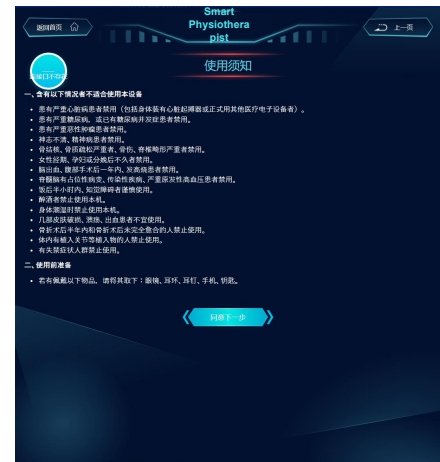 Smart
Physiothera
pist
返回首页
上一页
使用须知
接口不存在
一、含有以下情况者不适合使用本设备
• 患有严重心脏病患者禁用（包括身体装有心脏起搏器或正式用其他医疗电子设备者）。
• 患有严重糖尿病，或已有糖尿病并发症患者禁用。
• 患有严重恶性肿瘤患者禁用。
• 神志不清、精神病患者禁用。
• 骨结核、骨质疏松严重者、骨伤、脊椎畸形严重者禁用。
• 女性经期、孕妇或分娩后不久者禁用。
• 脑出血、腹部手术后一年内、发高烧患者禁用。
• 脊髓脑有占位性病变、传染性疾病、严重原发性高血压患者禁用。
• 饭后半小时内、知觉障碍者谨慎使用。
• 醉酒者禁止使用本机。
• 身体潮湿时禁止使用本机。
• 几部皮肤破损、溃疡、出血患者不宜使用。
• 骨折术后半年内和骨折术后未完全愈合的人禁止使用。
• 体内有植入关节等植入物的人禁止使用。
• 有失禁症状人群禁止使用。
二、使用前准备
• 若有佩戴以下物品，请将其取下：眼镜、耳环、耳钉、手机、钥匙。
同意下一步